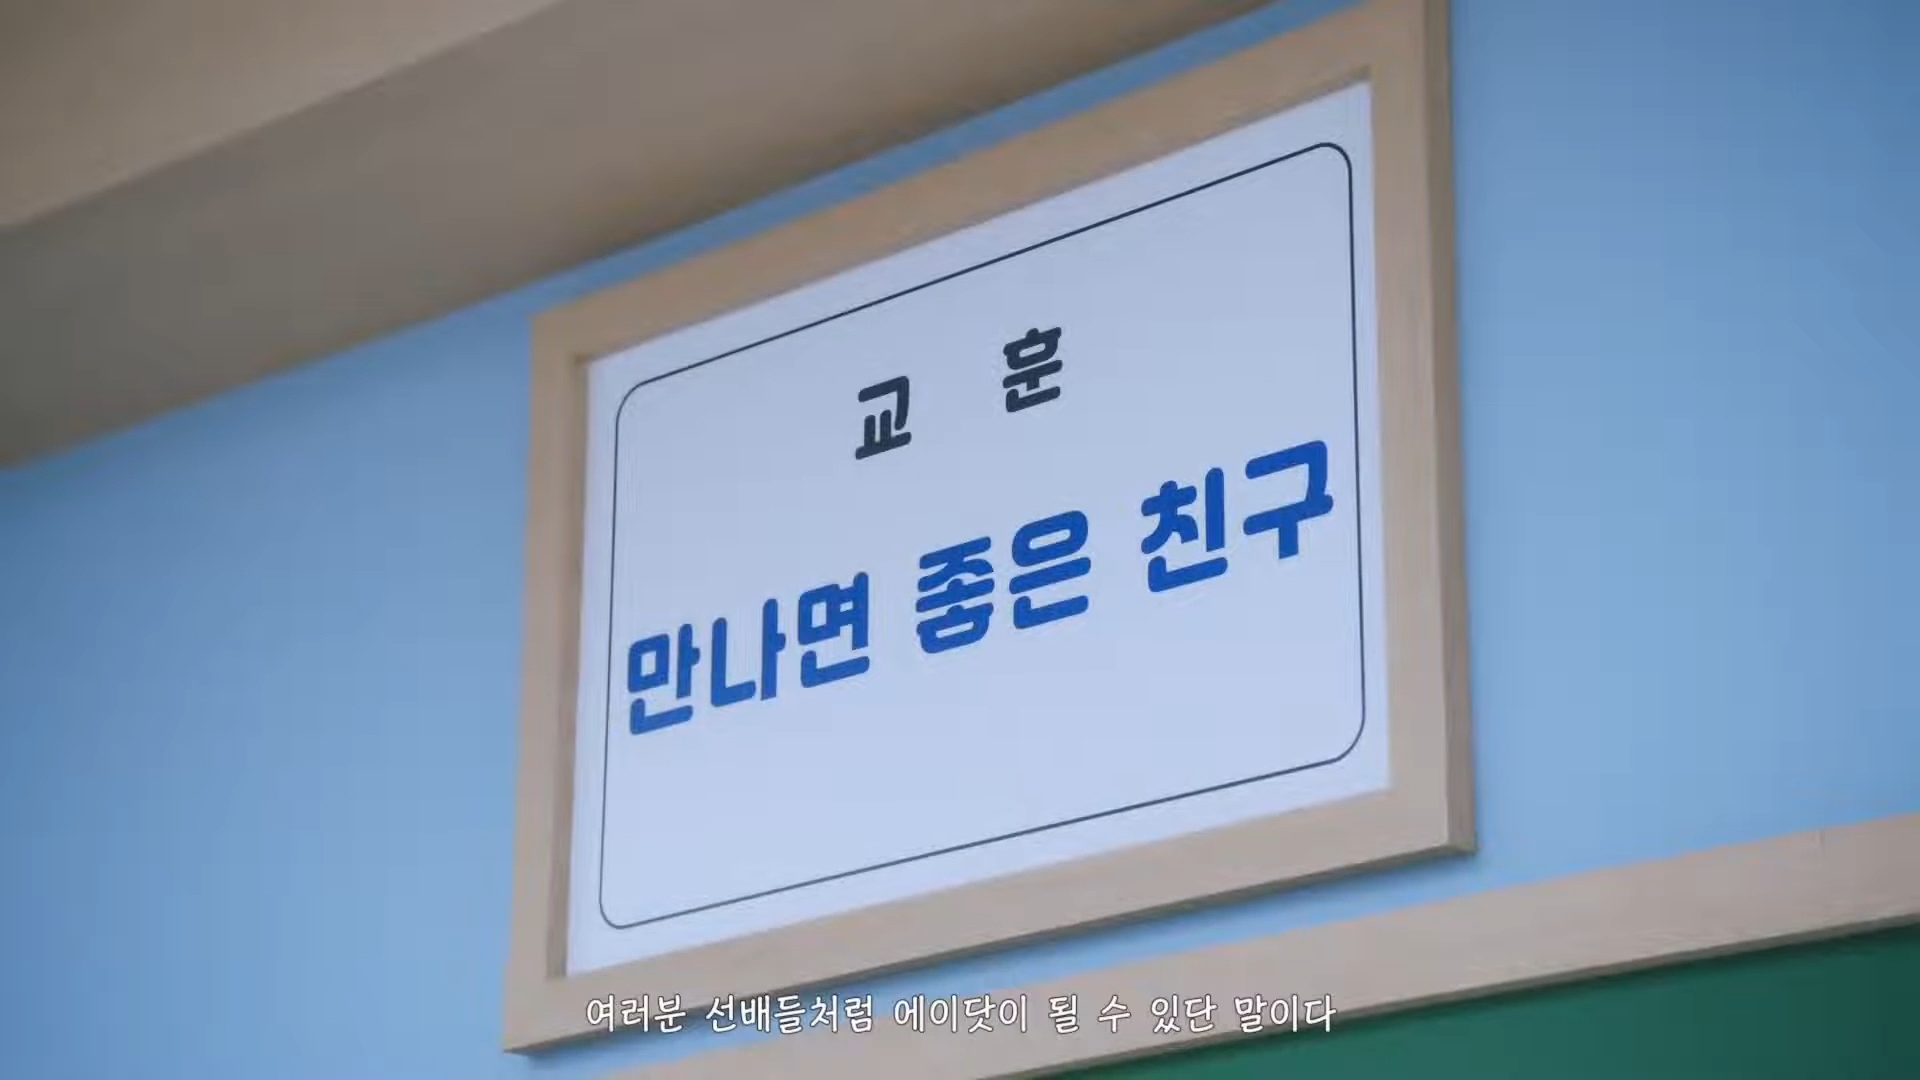 교 훈
만나면 좋은 친구
여러분 선배들처럼 에이닷이 될 수 있단 말이다